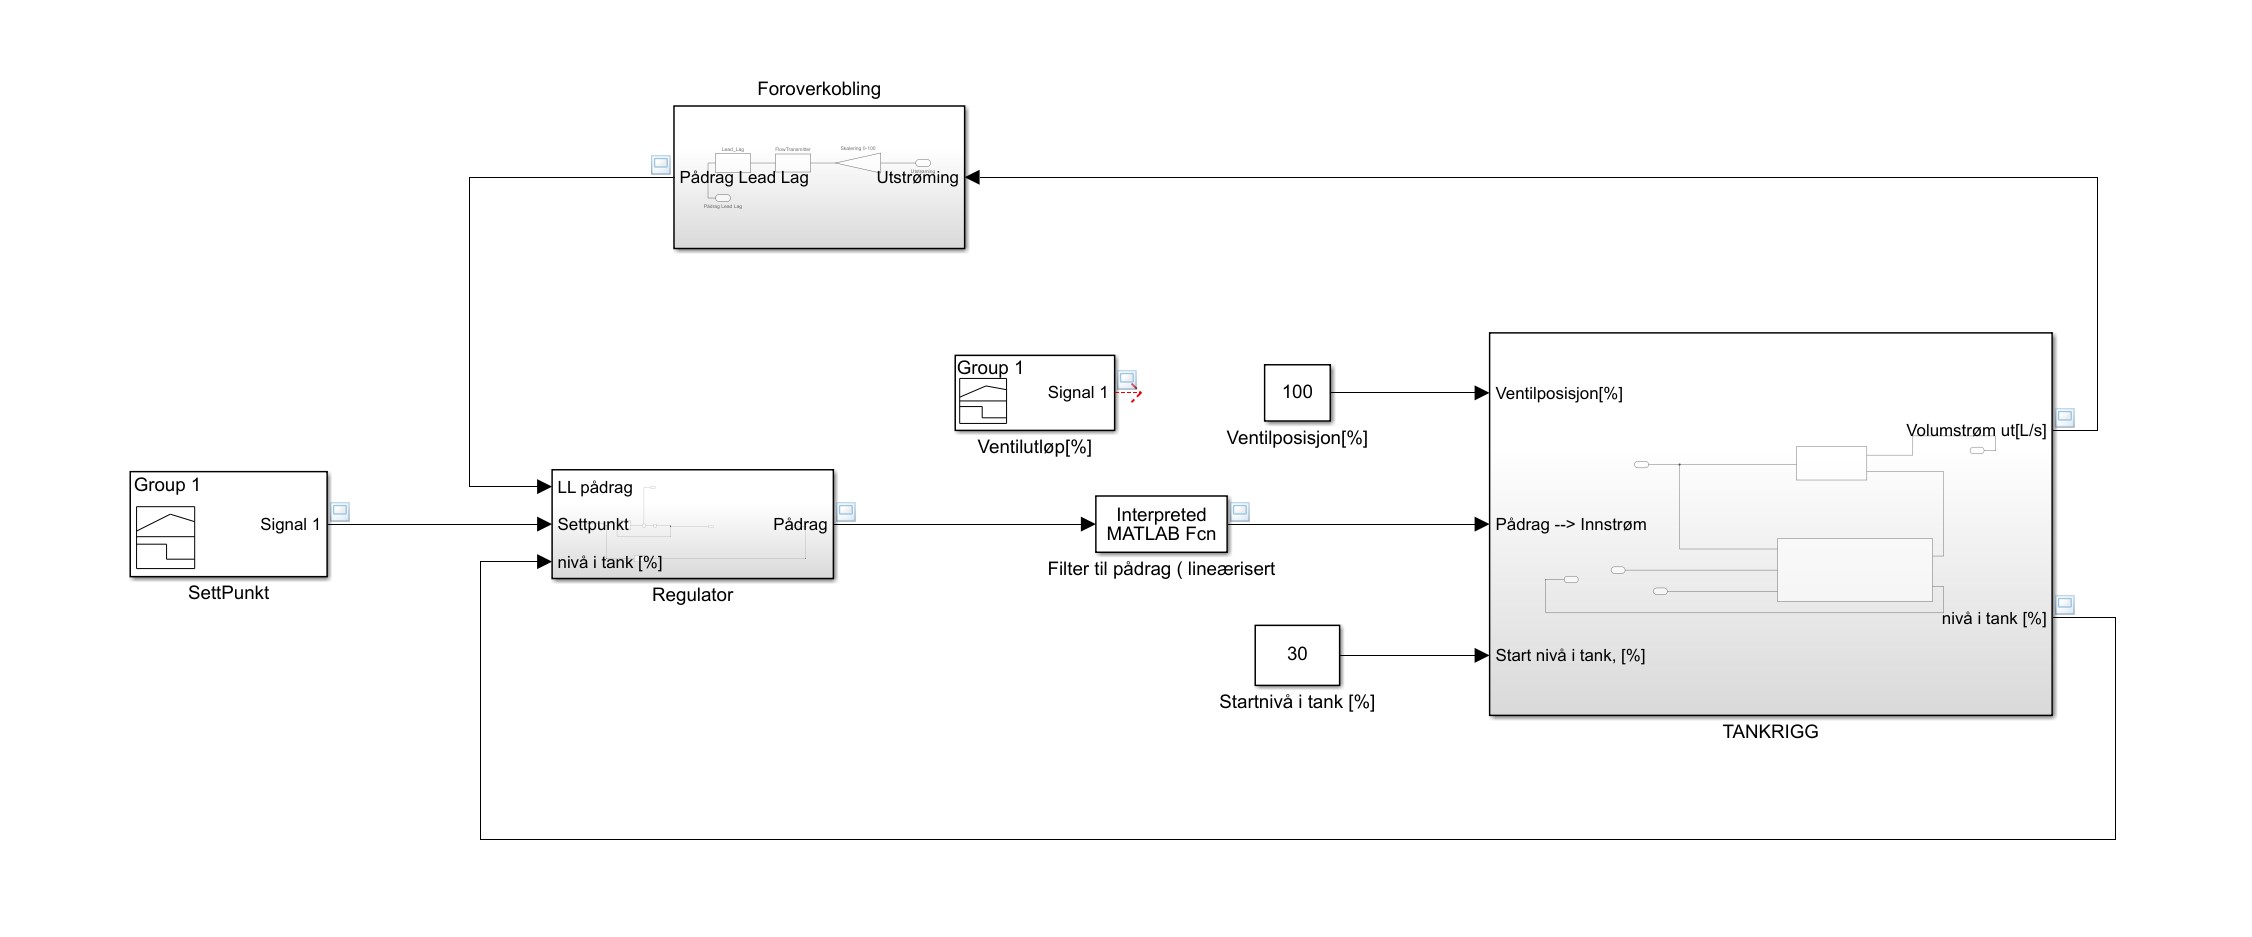 Foroverkobling
Lead_Lag
FlowTransmitter
Skalering 0-100
Pådrag Lead Lag
Utstrøming
Pådrag Lead Lag
Group 1
Signal 1
Ventilutløp[%]
100
Ventilposisjon[%]
Ventilposisjon[%]
Volumstrøm ut[L/s]
Group 1
Signal 1
SettPunkt
LL pådrag
Settpunkt
nivå i tank [%]
Pådrag
Regulator
Interpreted
MATLAB Fcn
Filter til pådrag ( lineærisert
Pådrag --> Innstrøm
nivå i tank [%]
30
Startnivå i tank [%]
Start nivå i tank, [%]
TANKRIGG